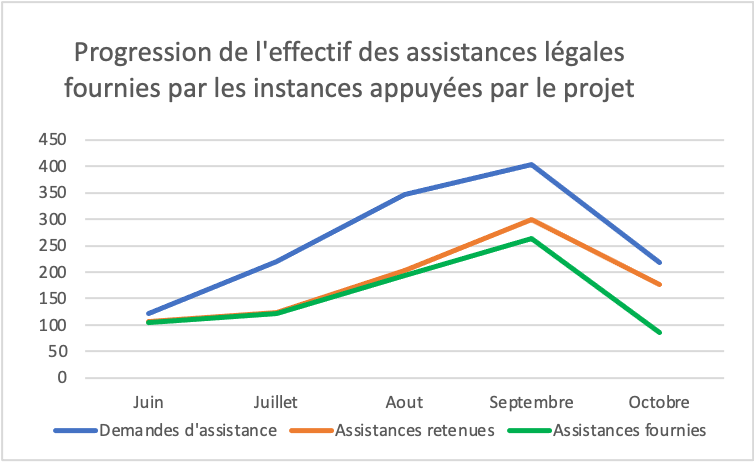 Progression de l'effectif des assistances légales
fournies par les instances appuyées par le projet
450
400
350
300
250
200
150
100
50
0
Juin Juillet Aout Septembre Octobre
Demandes d'assistance Assistances retenues Assistances fournies